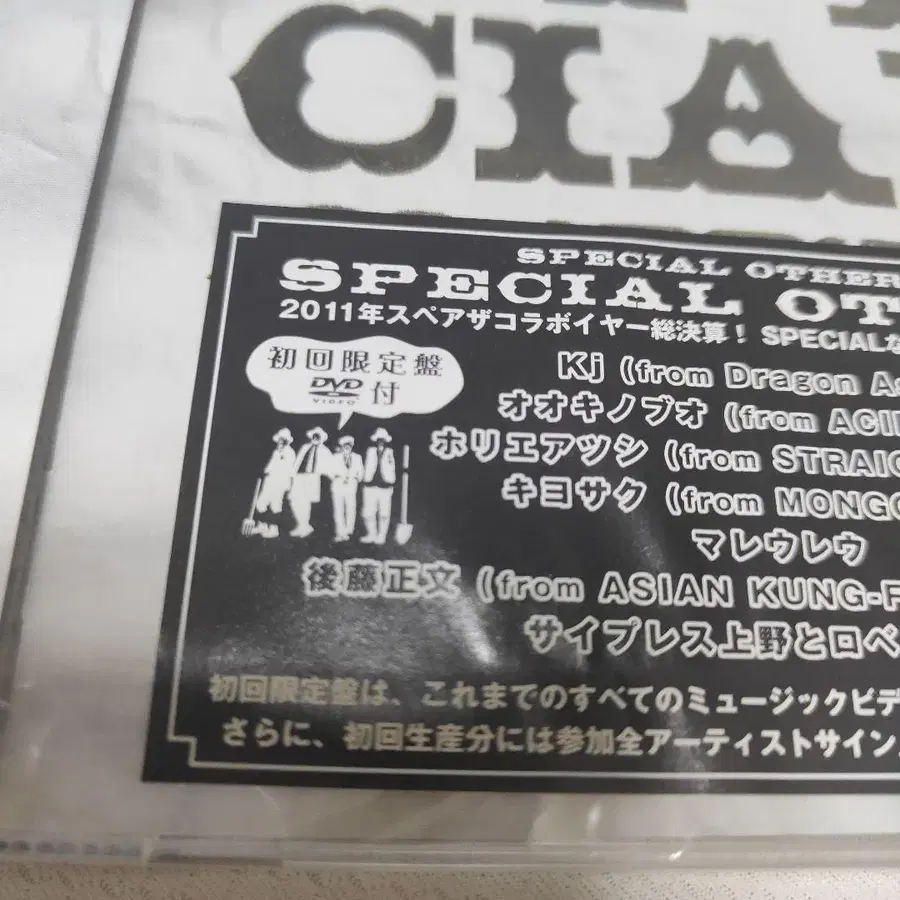 CIA
SPECIAL OTHER
SPECIAL OT
2011年スペアザコラボイヤー総決算! SPECIALな
初回限定盤
DVD
VIDEO
付
Kj (from Dragon As
オオキノブオ (from ACI
ホリエアツシ (from STRAIG
キヨサク (from MONGO
マレウレウ
後藤正文 (from ASIAN KUNG-F
サイプレス上野とロベ
初回限定盤は、これまでのすべてのミュージックビデ
さらに、初回生産分には参加全アーティストサイン